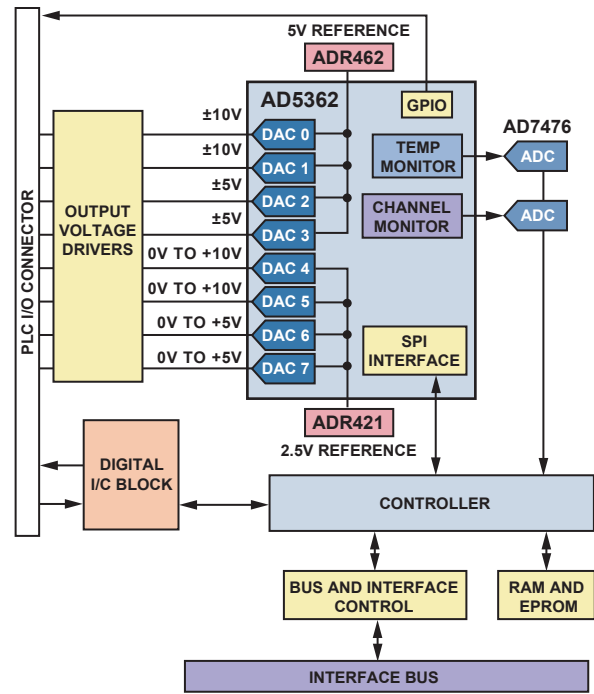 5V REFERENCE
ADR462
AD5362
GPIO
AD7476
±10V
DAC 0
TEMP
MONITOR
ADC
±10V
DAC 1
±5V
DAC 2
CHANNEL
MONITOR
ADC
±5V
DAC 3
OUTPUT
VOLTAGE
DRIVERS
0V TO +10V
DAC 4
0V TO +10V
DAC 5
0V TO +5V
DAC 6
SPI
INTERFACE
0V TO +5V
DAC 7
PLC I/O CONNECTOR
ADR421
2.5V REFERENCE
DIGITAL
I/C BLOCK
CONTROLLER
BUS AND INTERFACE
CONTROL
RAM AND
EPROM
INTERFACE BUS